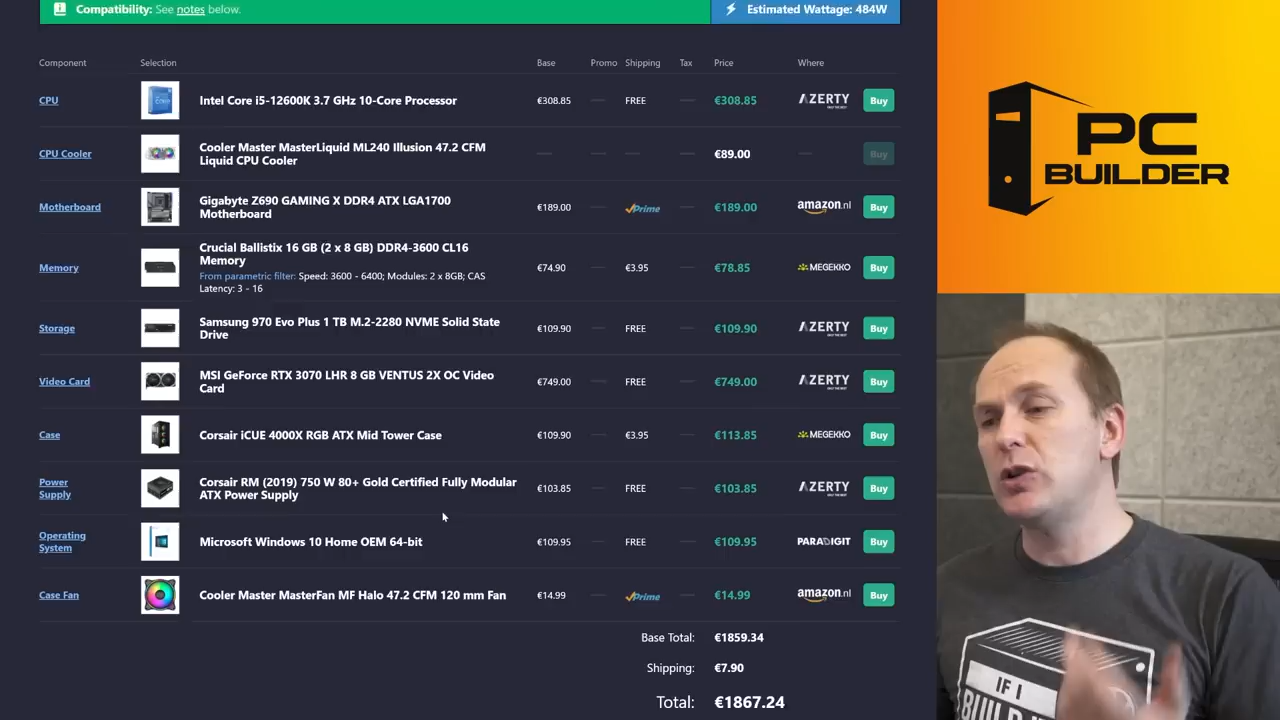 Compatibility: See notes below.
Estimated Wattage: 484W
Component Selection Base Promo Shipping Tax Price Where
CPU Intel Core i5-12600K 3.7 GHz 10-Core Processor €308.85 — FREE — €308.85 AZERTY Buy
CPU Cooler Cooler Master MasterLiquid ML240 Illusion 47.2 CFM
Liquid CPU Cooler — — — — €89.00 — Buy
Motherboard Gigabyte Z690 GAMING X DDR4 ATX LGA1700
Motherboard €189.00 — Prime — €189.00 amazon.nl Buy
Memory Crucial Ballistix 16 GB (2 x 8 GB) DDR4-3600 CL16
Memory
From parametric filter: Speed: 3600 - 6400; Modules: 2 x 8GB; CAS
Latency: 3 - 16 €74.90 — €3.95 — €78.85 MEGEKKO Buy
Storage Samsung 970 Evo Plus 1 TB M.2-2280 NVME Solid State
Drive €109.90 — FREE — €109.90 AZERTY Buy
Video Card MSI GeForce RTX 3070 LHR 8 GB VENTUS 2X OC Video
Card €749.00 — FREE — €749.00 AZERTY Buy
Case Corsair iCUE 4000X RGB ATX Mid Tower Case €109.90 — €3.95 — €113.85 MEGEKKO Buy
Power
Supply Corsair RM (2019) 750 W 80+ Gold Certified Fully Modular
ATX Power Supply €103.85 — FREE — €103.85 AZERTY Buy
Operating
System Microsoft Windows 10 Home OEM 64-bit €109.95 — FREE — €109.95 PARADIGIT Buy
Case Fan Cooler Master MasterFan MF Halo 47.2 CFM 120 mm Fan €14.99 — Prime — €14.99 amazon.nl Buy
Base Total: €1859.34
Shipping: €7.90
Total: €1867.24
PC
BUILDER
IF I
BUILD